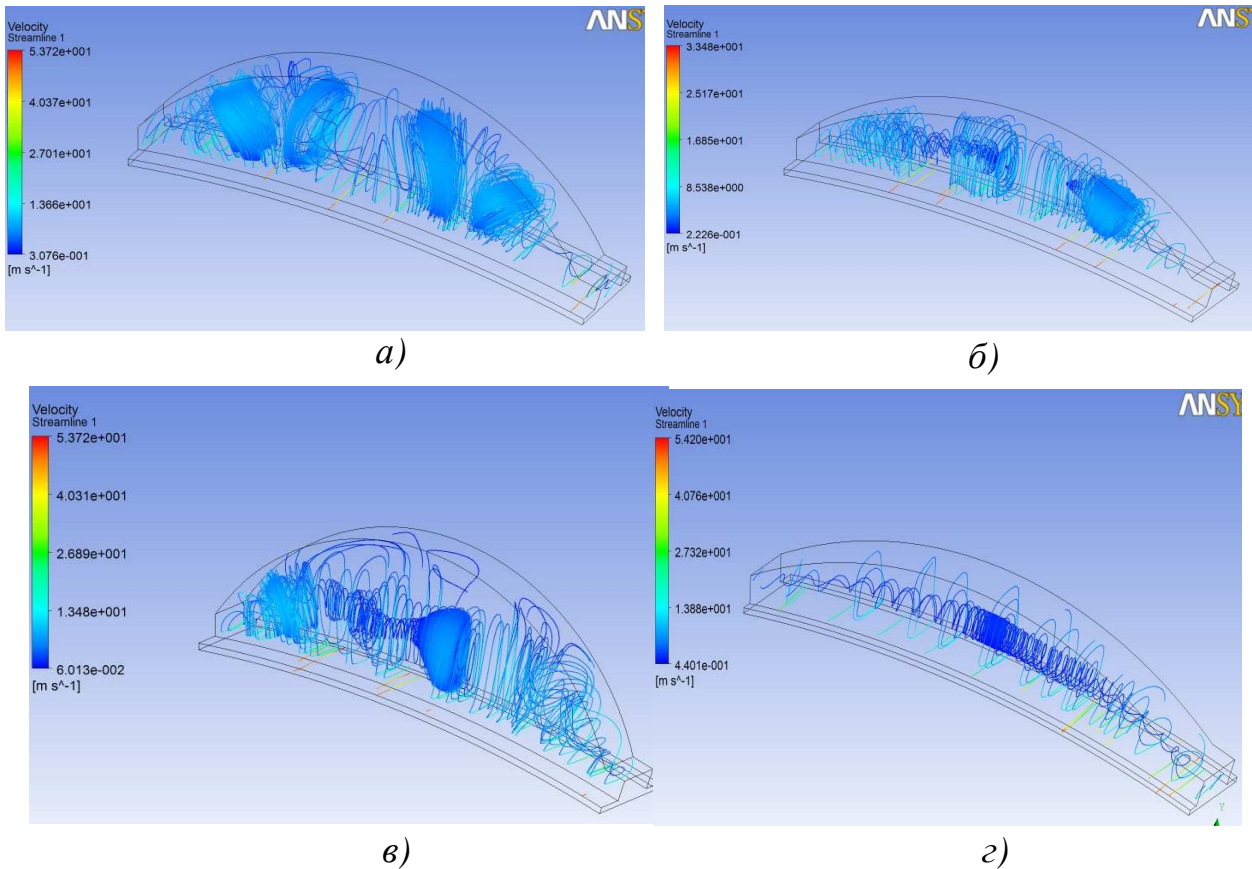 Velocity
Streamline 1
5.372e+001
4.037e+001
2.701e+001
1.366e+001
3.076e-001
[m s^-1]
ANS
а)
Velocity
Streamline 1
3.348e+001
2.517e+001
1.685e+001
8.538e+000
2.226e-001
[m s^-1]
ANS
б)
Velocity
Streamline 1
5.372e+001
4.031e+001
2.689e+001
1.348e+001
6.013e-002
[m s^-1]
в)
Velocity
Streamline 1
5.420e+001
4.076e+001
2.732e+001
1.388e+001
4.401e-001
[m s^-1]
ANSY
Y
г)